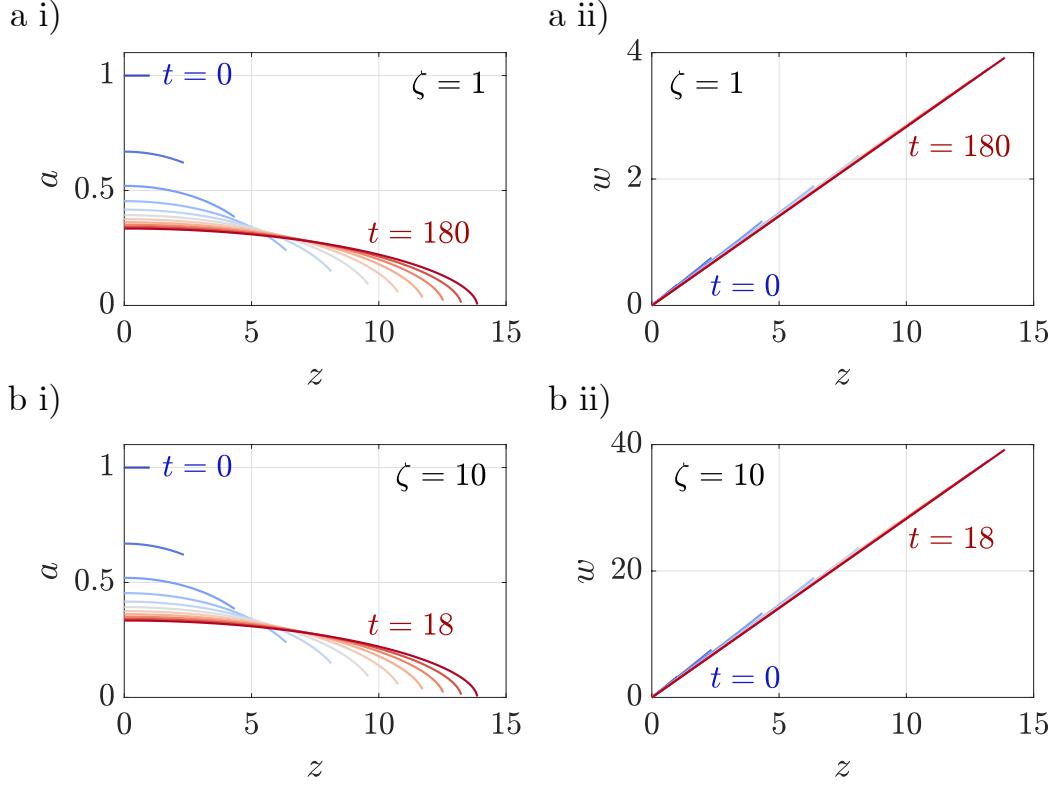 a i)
a ii)
1
0.5
0
a
t = 0
ζ = 1
t = 180
0
5
10
15
z
4
2
0
w
ζ = 1
t = 180
t = 0
0
5
10
15
z
b i)
b ii)
1
0.5
0
a
t = 0
ζ = 10
t = 18
0
5
10
15
z
40
20
0
w
ζ = 10
t = 18
t = 0
0
5
10
15
z